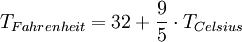 T_{Fahrenheit} = 32 + \frac{9}{5} \cdot T_{Celsius}